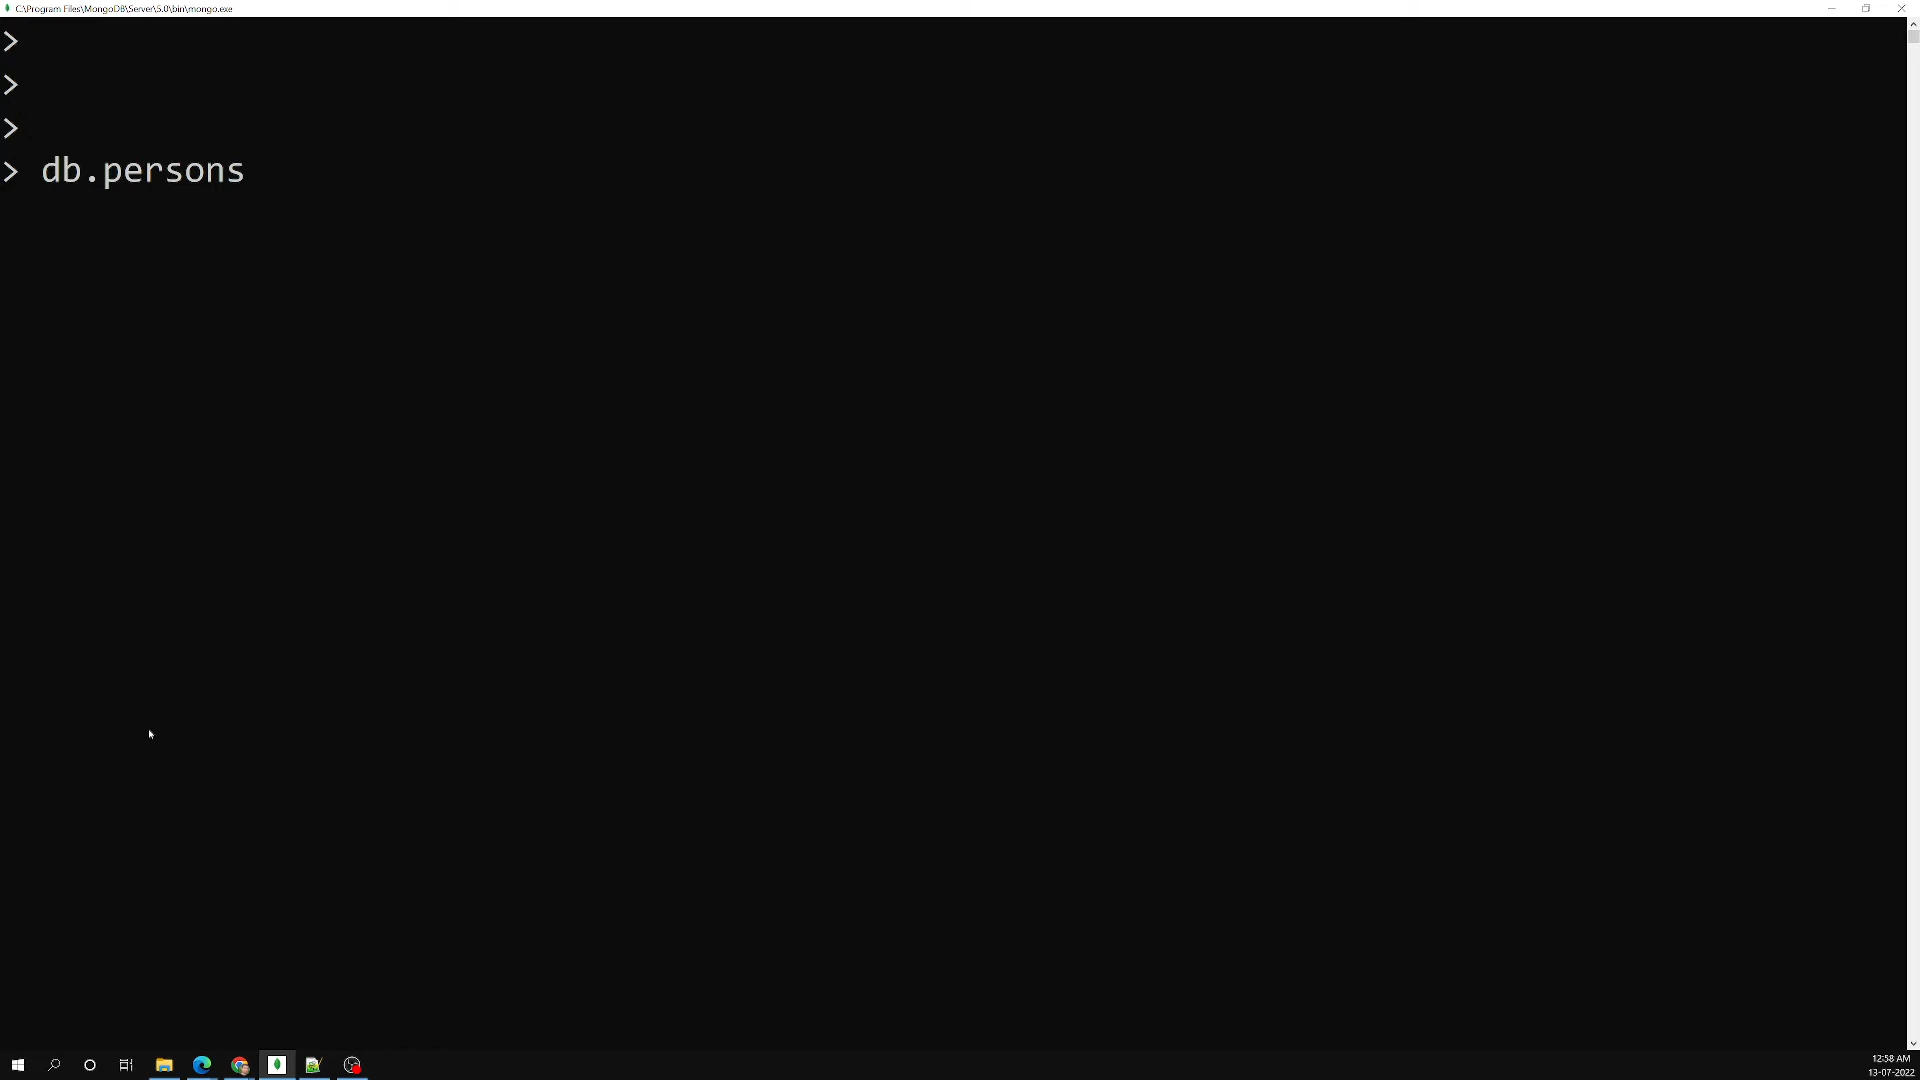 C:\Program Files\MongoDB\Server\5.0\bin\mongo.exe
>
>
>
> db.persons
12:58 AM
13-07-2022